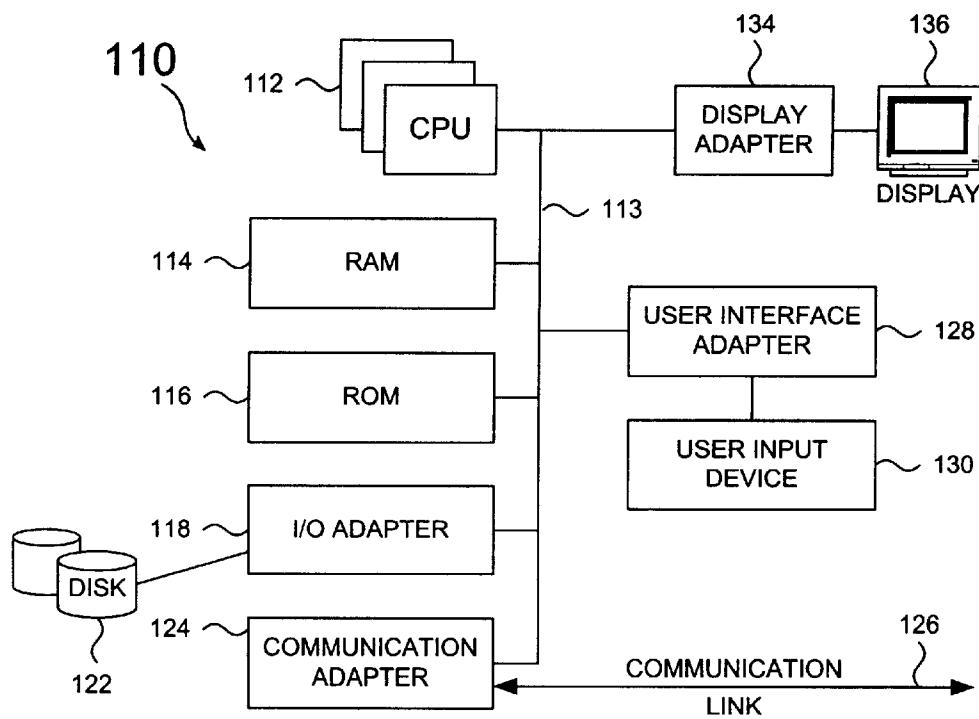 110
112
CPU
134
DISPLAY
ADAPTER
136
DISPLAY
113
114
RAM
USER INTERFACE
ADAPTER
128
116
ROM
USER INPUT
DEVICE
130
118
I/O ADAPTER
DISK
122
124
COMMUNICATION
ADAPTER
COMMUNICATION
LINK
126